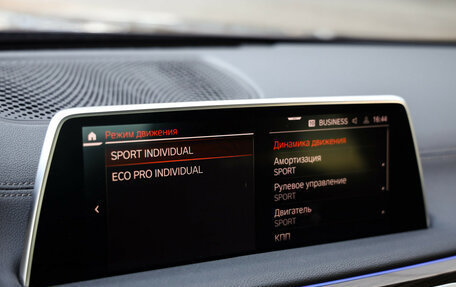 BUSINESS 16:44
Режим движения
SPORT INDIVIDUAL
ECO PRO INDIVIDUAL
Динамика движения
Амортизация
SPORT
Рулевое управление
SPORT
Двигатель
SPORT
КПП